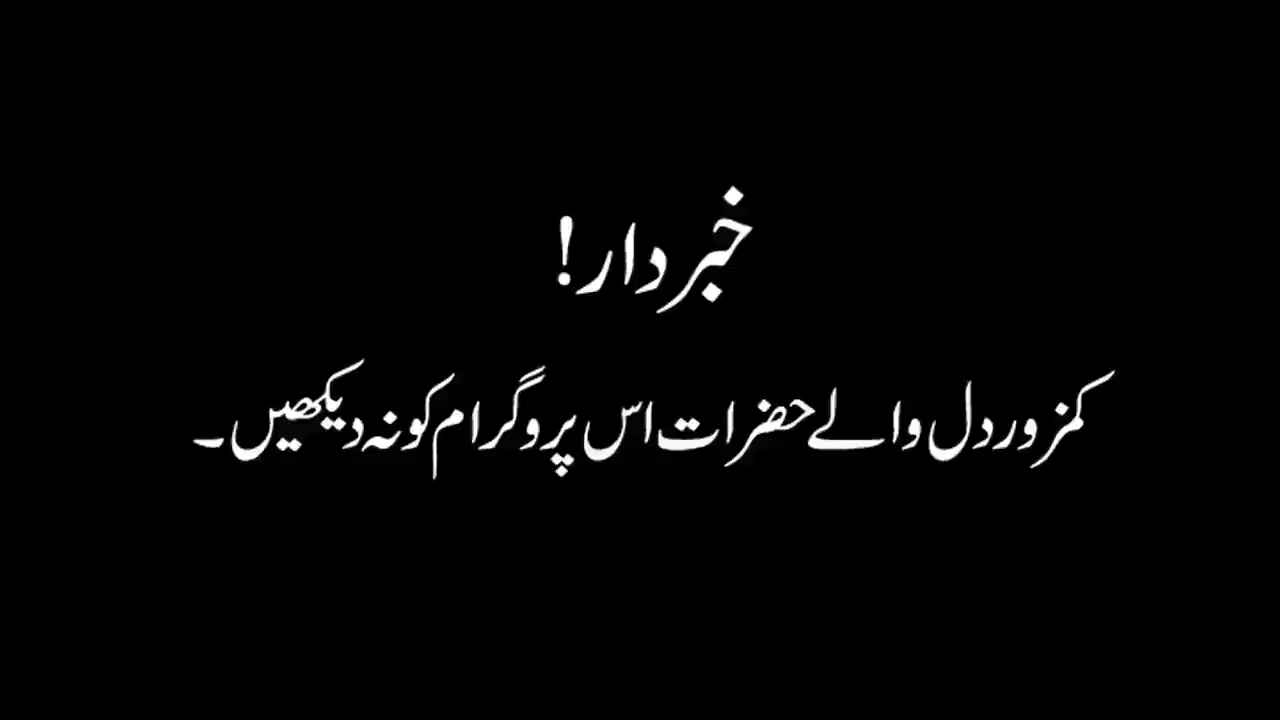 خبردار!
کمزور دل والے حضرات اس پروگرام کو نہ دیکھیں۔